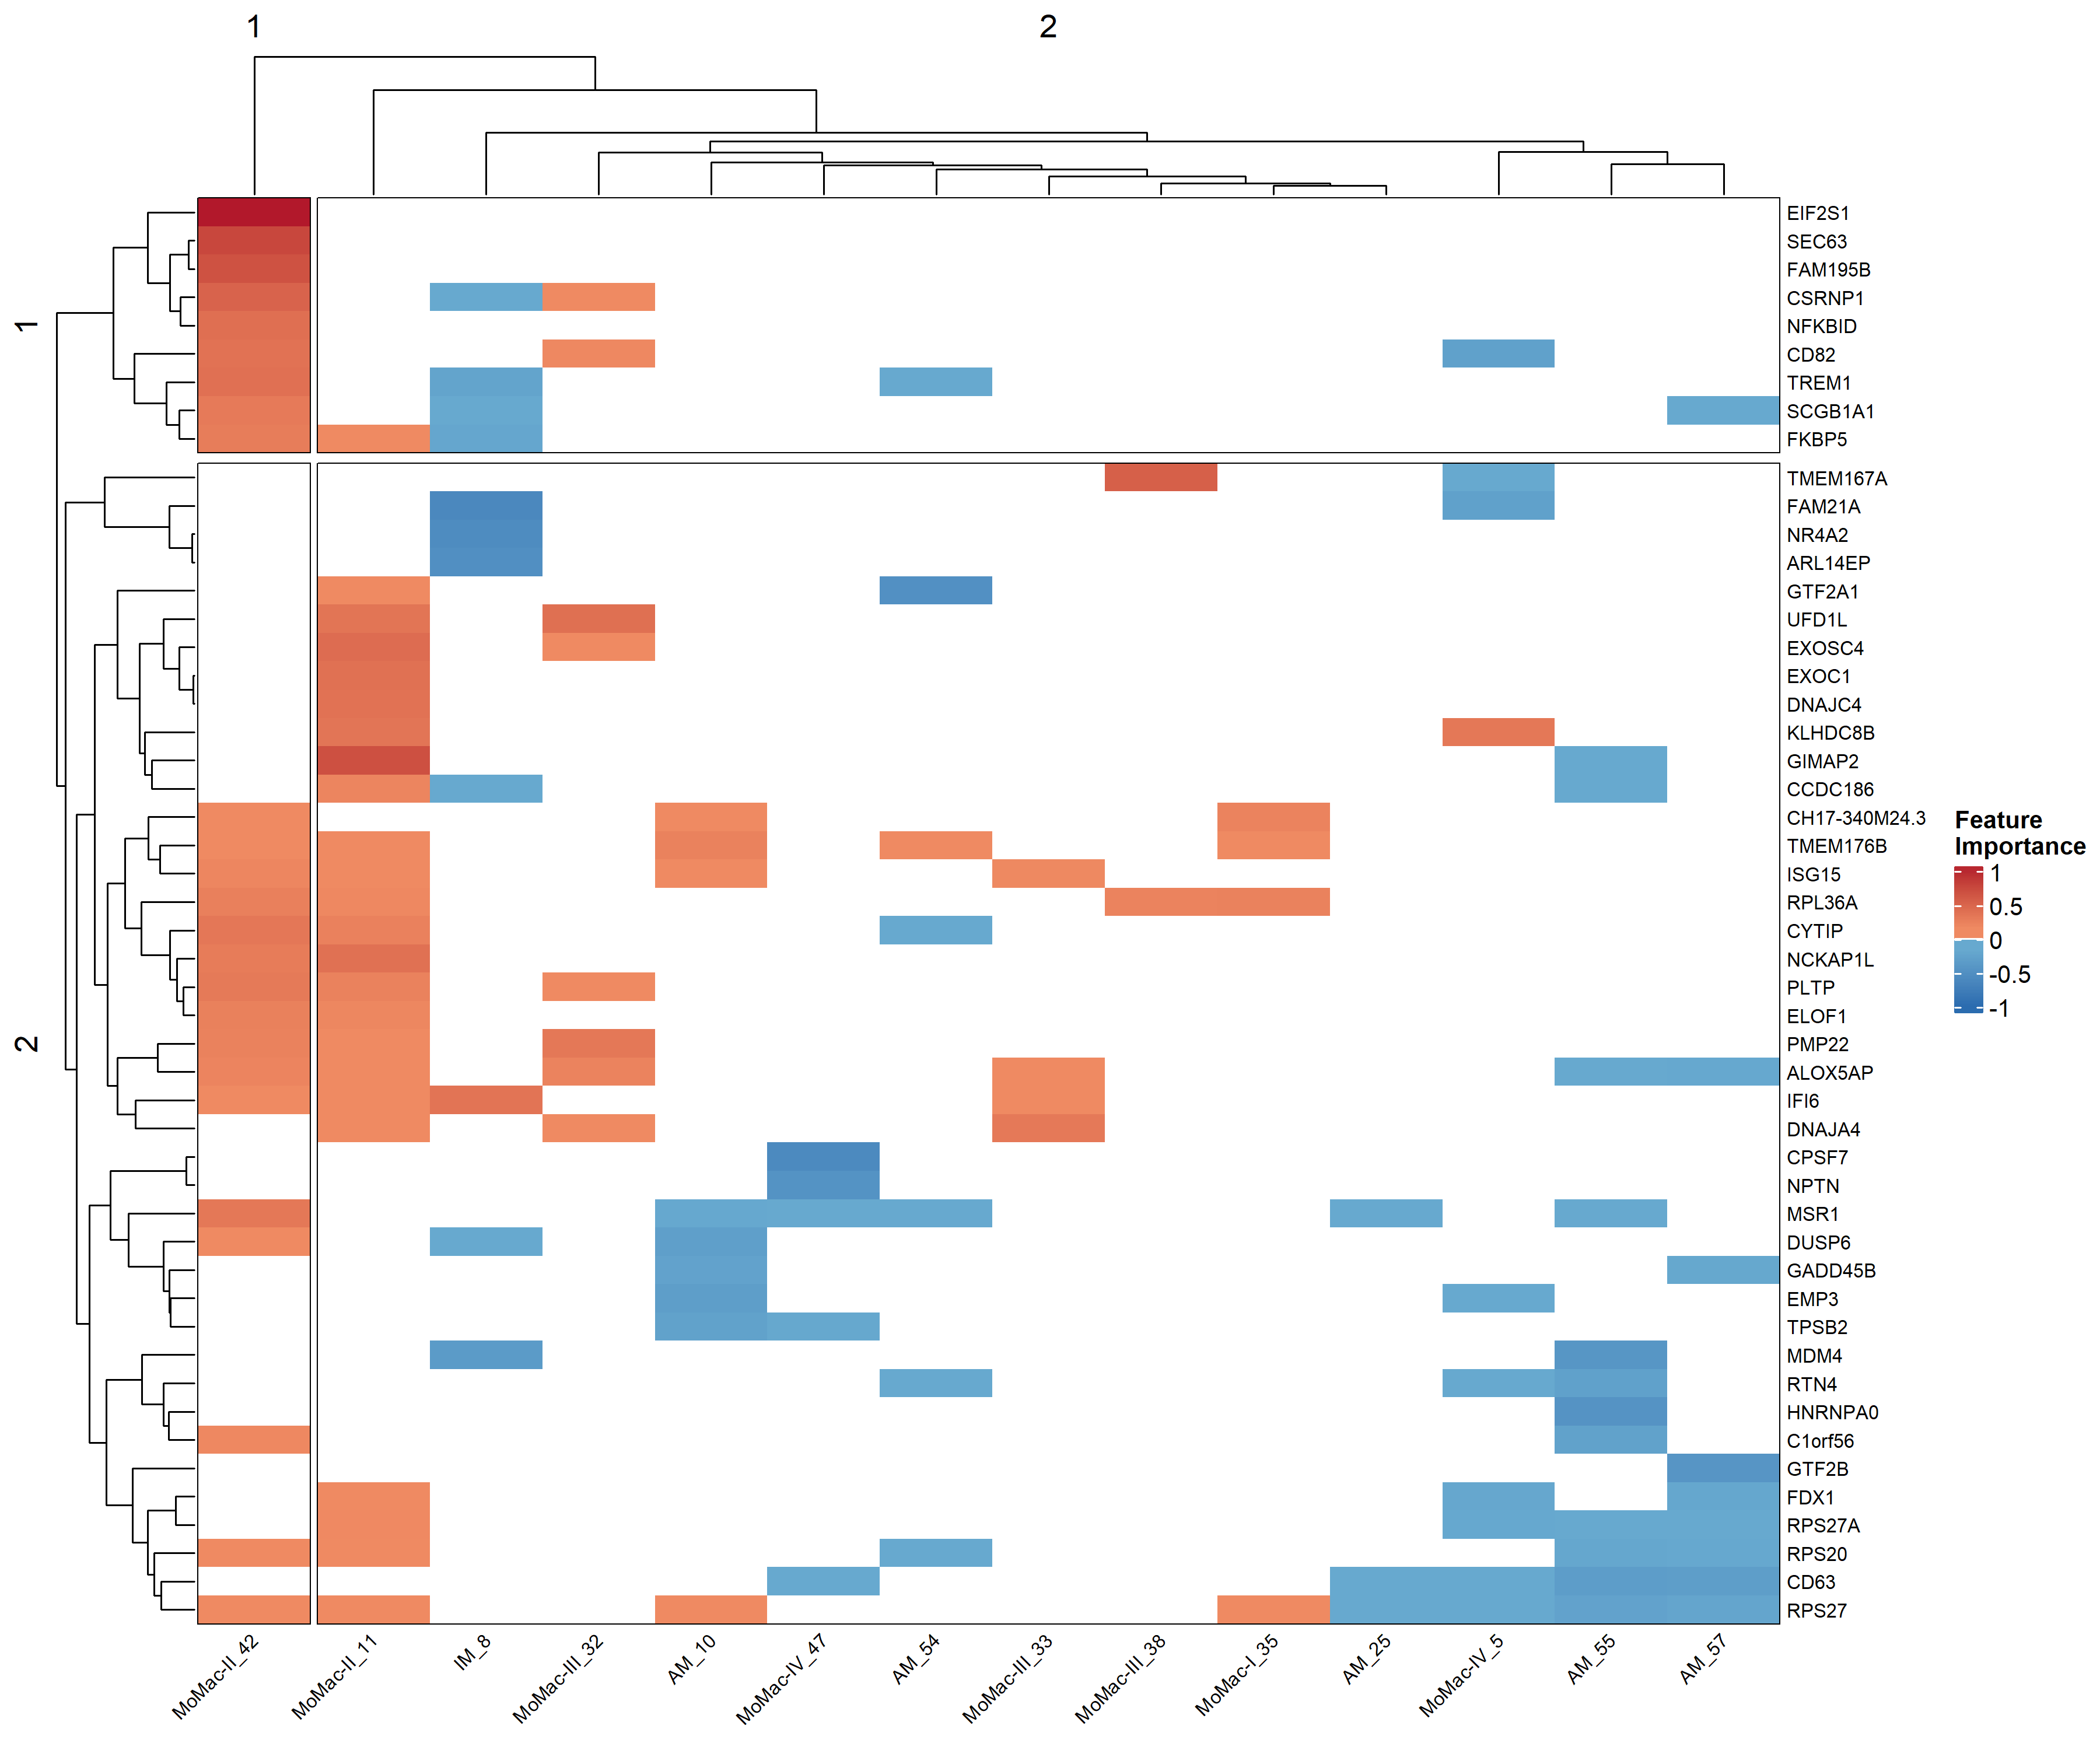 1
2
1
EIF2S1
SEC63
FAM195B
CSRNP1
NFKBID
CD82
TREM1
SCGB1A1
FKBP5
2
TMEM167A
FAM21A
NR4A2
ARL14EP
GTF2A1
UFD1L
EXOSC4
EXOC1
DNAJC4
KLHDC8B
GIMAP2
CCDC186
CH17-340M24.3
TMEM176B
ISG15
RPL36A
CYTIP
NCKAP1L
PLTP
ELOF1
PMP22
ALOX5AP
IFI6
DNAJA4
CPSF7
NPTN
MSR1
DUSP6
GADD45B
EMP3
TPSB2
MDM4
RTN4
HNRNPA0
C1orf56
GTF2B
FDX1
RPS27A
RPS20
CD63
RPS27
Feature
Importance
1
0.5
0
-0.5
-1
MoMac-II_42
MoMac-II_11
IM_8
MoMac-III_32
AM_10
MoMac-IV_47
AM_54
MoMac-III_33
MoMac-III_38
MoMac-I_35
AM_25
MoMac-IV_5
AM_55
AM_57